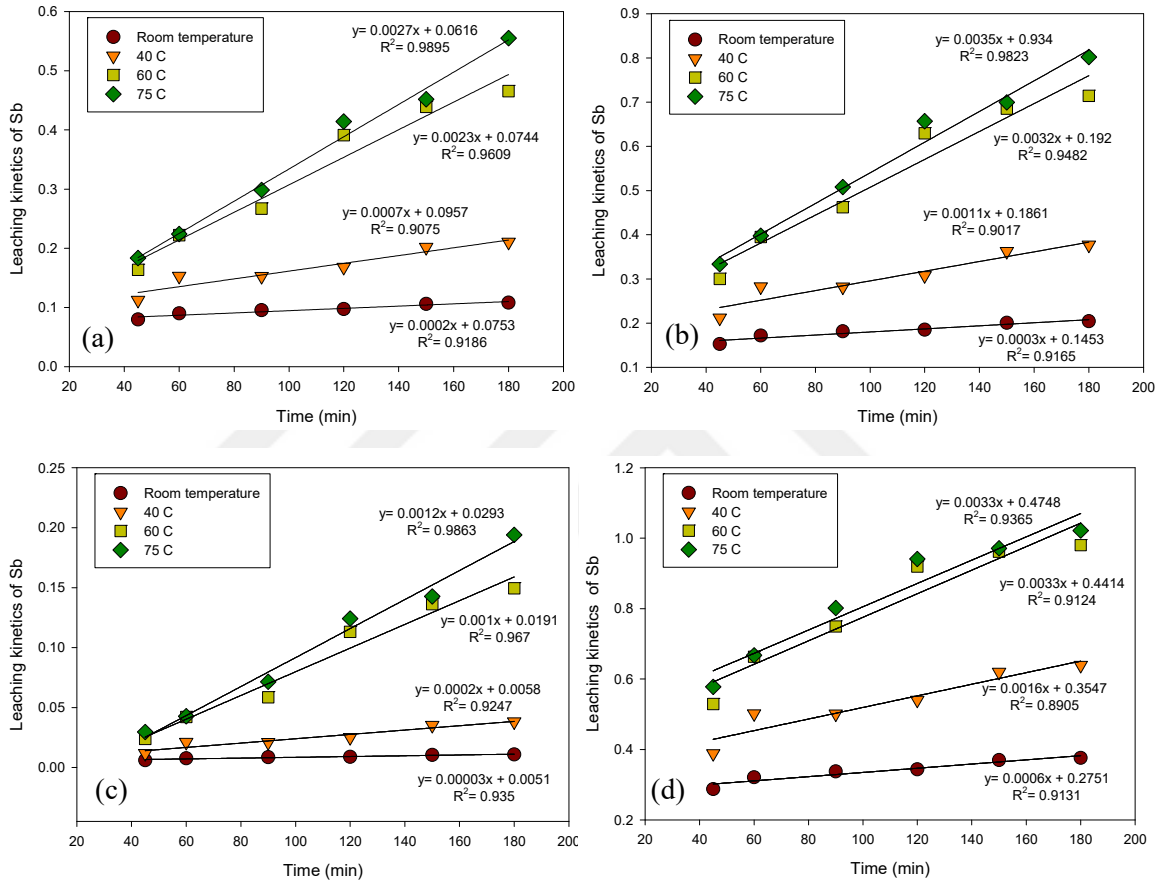 Leaching kinetics of Sb
0.6
0.5
0.4
0.3
0.2
0.1
0.0
Room temperature
40 C
60 C
75 C
y= 0.0027x + 0.0616
R2= 0.9895
y= 0.0023x + 0.0744
R2= 0.9609
y= 0.0007x + 0.0957
R2= 0.9075
y= 0.0002x + 0.0753
R2= 0.9186
(a)
20 40 60 80 100 120 140 160 180 200
Time (min)
Leaching kinetics of Sb
0.9
0.8
0.7
0.6
0.5
0.4
0.3
0.2
0.1
Room temperature
40 C
60 C
75 C
y= 0.0035x + 0.934
R2= 0.9823
y= 0.0032x + 0.192
R2= 0.9482
y= 0.0011x + 0.1861
R2= 0.9017
y= 0.0003x + 0.1453
R2= 0.9165
(b)
20 40 60 80 100 120 140 160 180 200
Time (min)
Leaching kinetics of Sb
0.25
0.20
0.15
0.10
0.05
0.00
Room temperature
40 C
60 C
75 C
y= 0.0012x + 0.0293
R2= 0.9863
y= 0.001x + 0.0191
R2= 0.967
y= 0.0002x + 0.0058
R2= 0.9247
y= 0.00003x + 0.0051
R2= 0.935
(c)
20 40 60 80 100 120 140 160 180 200
Time (min)
Leaching kinetics of Sb
1.2
1.0
0.8
0.6
0.4
0.2
Room temperature
40 C
60 C
75 C
y= 0.0033x + 0.4748
R2= 0.9365
y= 0.0033x + 0.4414
R2= 0.9124
y= 0.0016x + 0.3547
R2= 0.8905
y= 0.0006x + 0.2751
R2= 0.9131
(d)
20 40 60 80 100 120 140 160 180 200
Time (min)